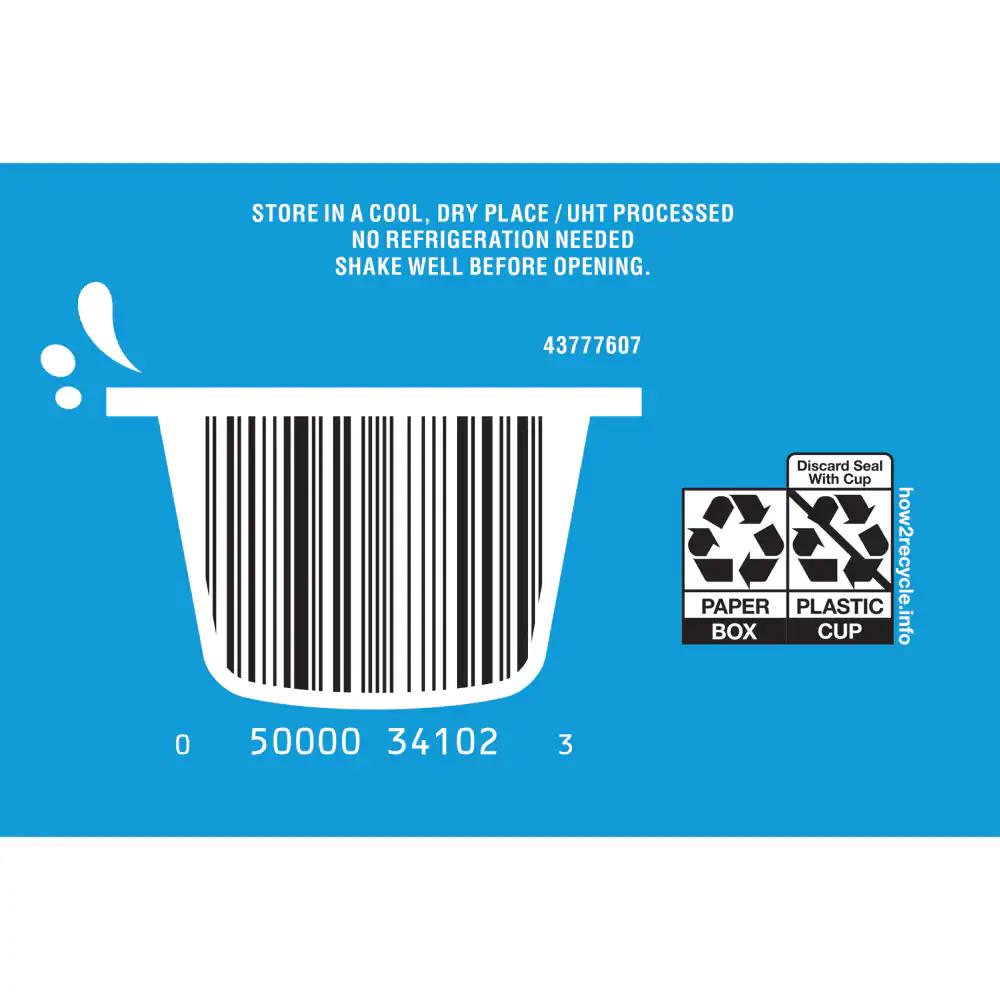 STORE IN A COOL, DRY PLACE / UHT PROCESSED
NO REFRIGERATION NEEDED
SHAKE WELL BEFORE OPENING.
43777607
Discard Seal
With Cup
PAPER
BOX
PLASTIC
CUP
how2recycle.info
0 50000 34102 3